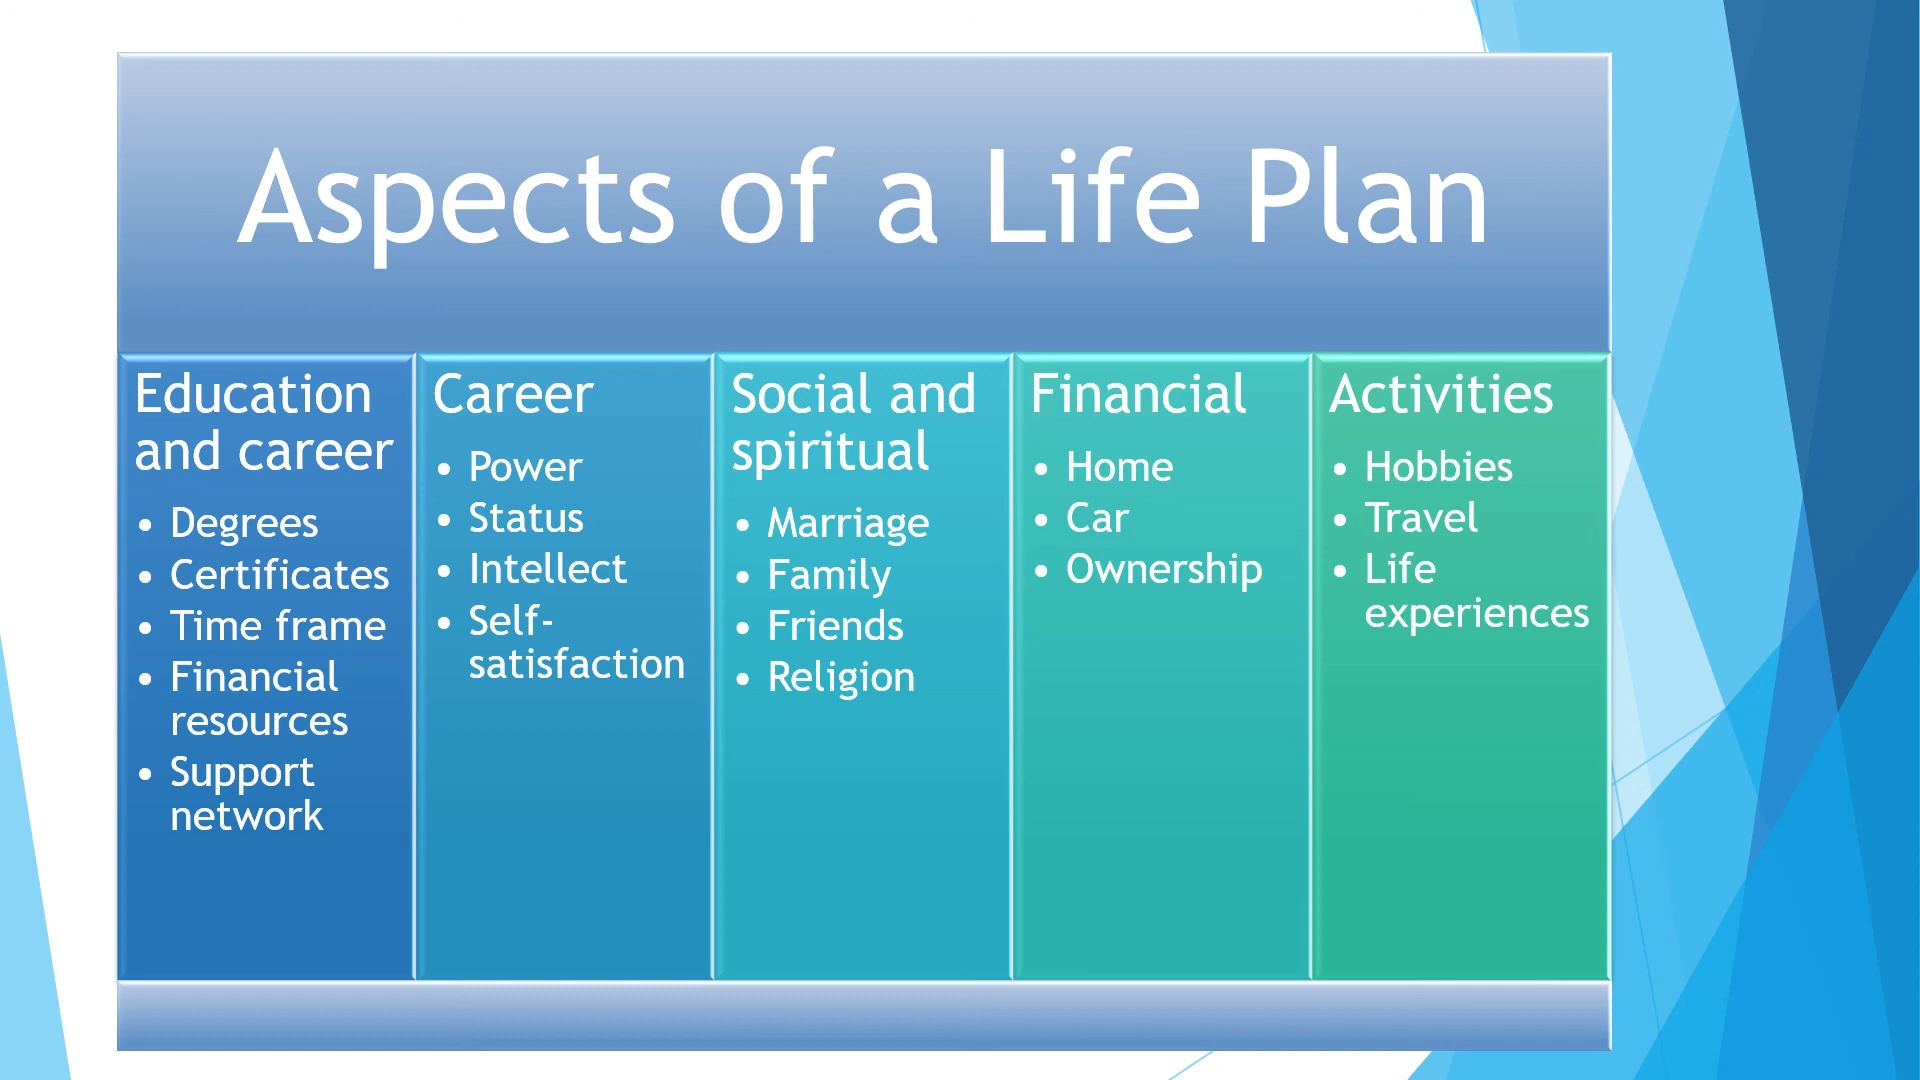 Aspects of a Life Plan
Education
and career
• Degrees
• Certificates
• Time frame
• Financial
resources
• Support
network
Career
• Power
• Status
• Intellect
• Self-
satisfaction
Social and
spiritual
• Marriage
• Family
• Friends
• Religion
Financial
• Home
• Car
• Ownership
Activities
• Hobbies
• Travel
• Life
experiences